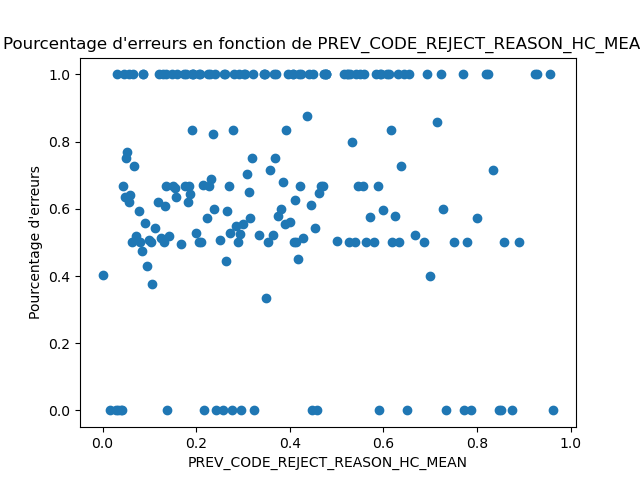 Pourcentage d'erreurs en fonction de PREV_CODE_REJECT_REASON_HC_MEA
1.0
0.8
0.6
0.4
0.2
0.0
Pourcentage d'erreurs
0.0 0.2 0.4 0.6 0.8 1.0
PREV_CODE_REJECT_REASON_HC_MEAN